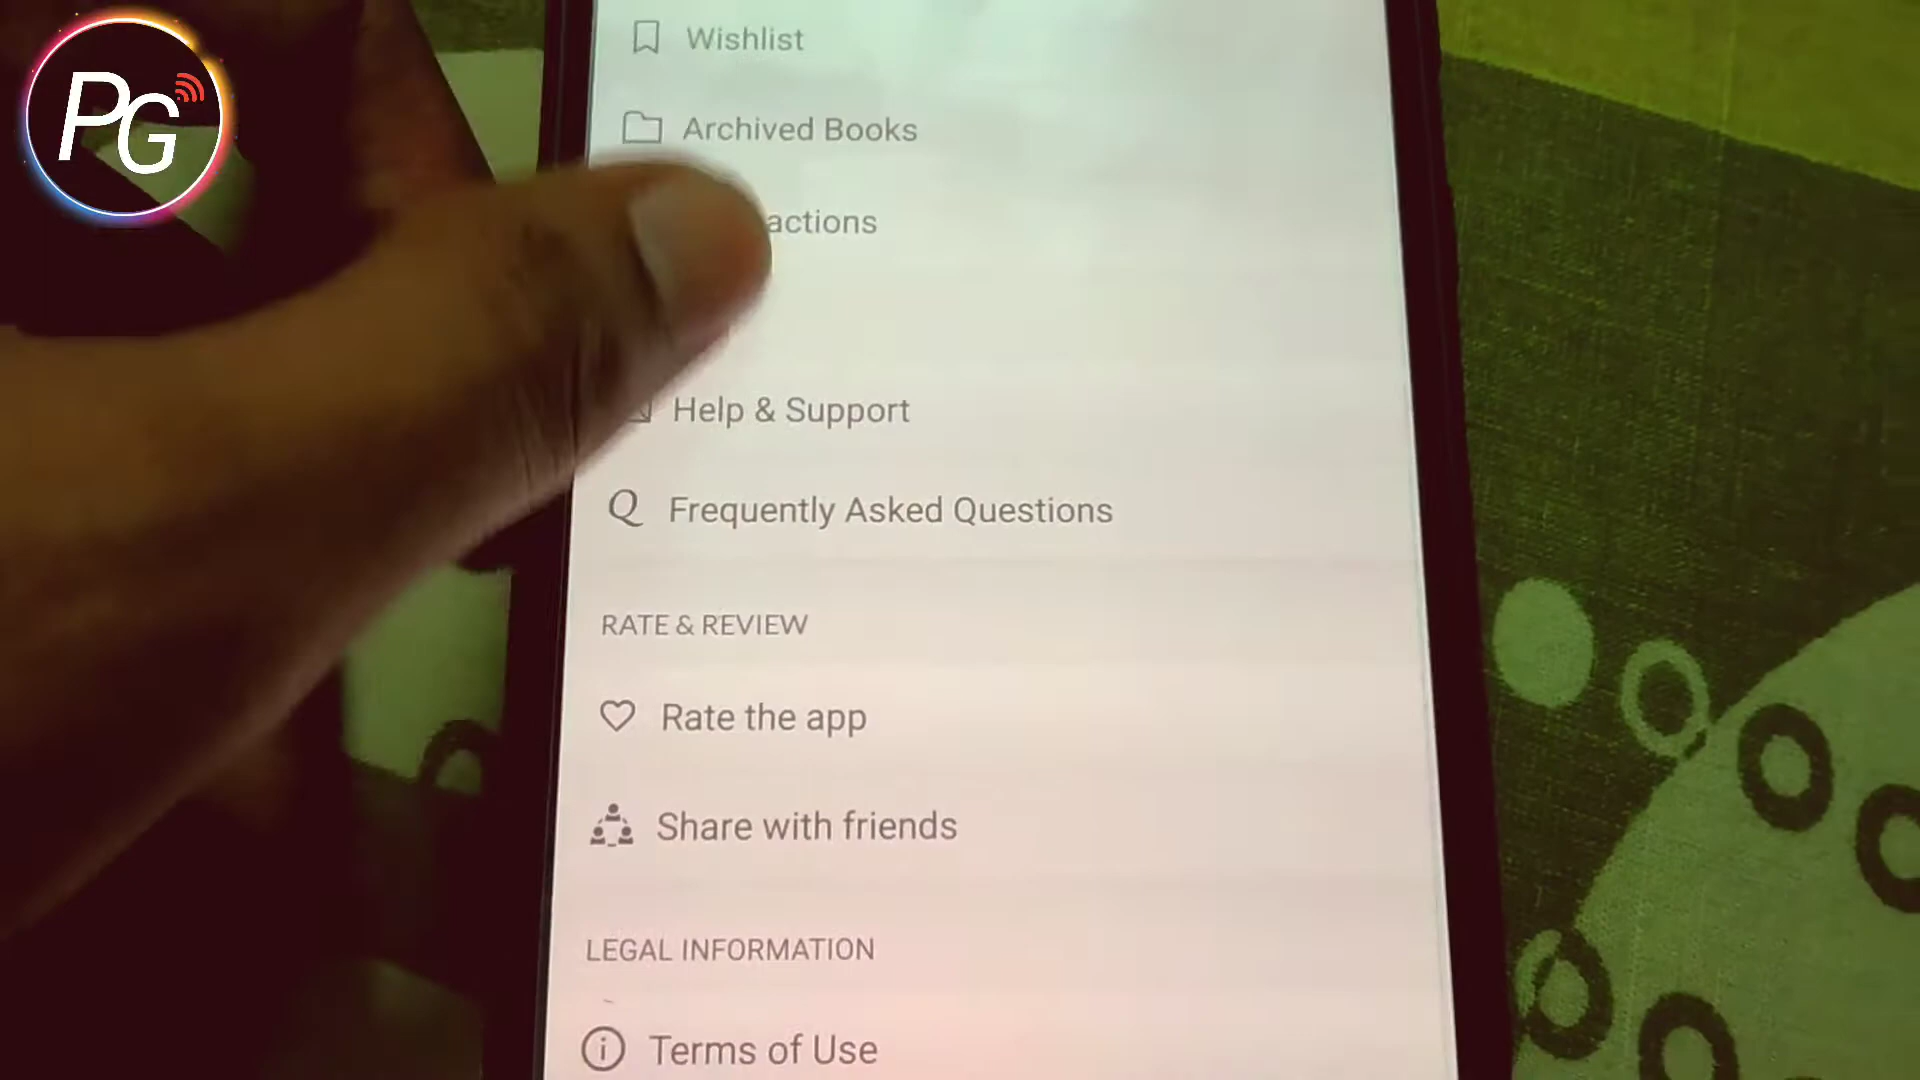 PG
Wishlist
Archived Books
actions
Help & Support
Q Frequently Asked Questions
RATE & REVIEW
Rate the app
Share with friends
LEGAL INFORMATION
i Terms of Use